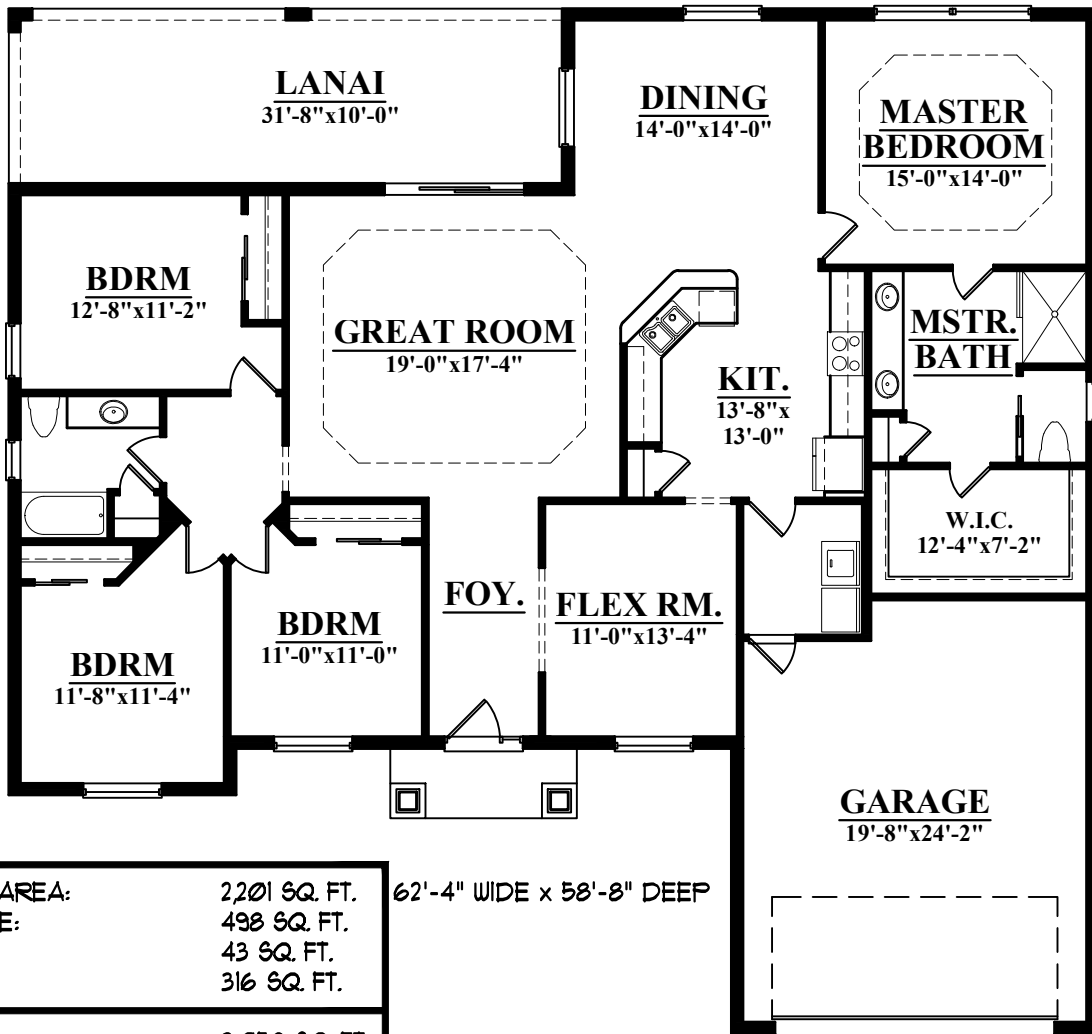 LANAI
31'-8"x10'-0"
DINING
14'-0"x14'-0"
MASTER
BEDROOM
15'-0"x14'-0"
BDRM
12'-8"x11'-2"
GREAT ROOM
19'-0"x17'-4"
KIT.
13'-8"x
13'-0"
MSTR.
BATH
W.I.C.
12'-4"x7'-2"
FOY.
FLEX RM.
11'-0"x13'-4"
BDRM
11'-0"x11'-0"
BDRM
11'-8"x11'-4"
GARAGE
19'-8"x24'-2"
AREA: 2,201 SQ. FT.
E: 498 SQ. FT.
43 SQ. FT.
316 SQ. FT.
62'-4" WIDE x 58'-8" DEEP